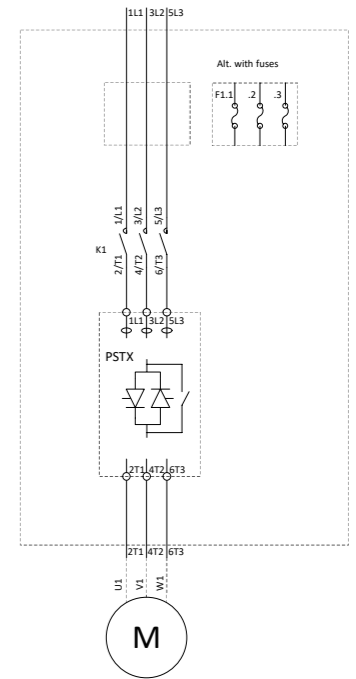 1L1 3L2 5L3
Alt. with fuses
F1.1 .2 .3
1/L1 3/L2 5/L3
K1
2/T1 4/T2 6/T3
1L1 3L2 5L3
PSTX
2T1 4T2 6T3
2T1 4T2 6T3
U1 V1 W1
M